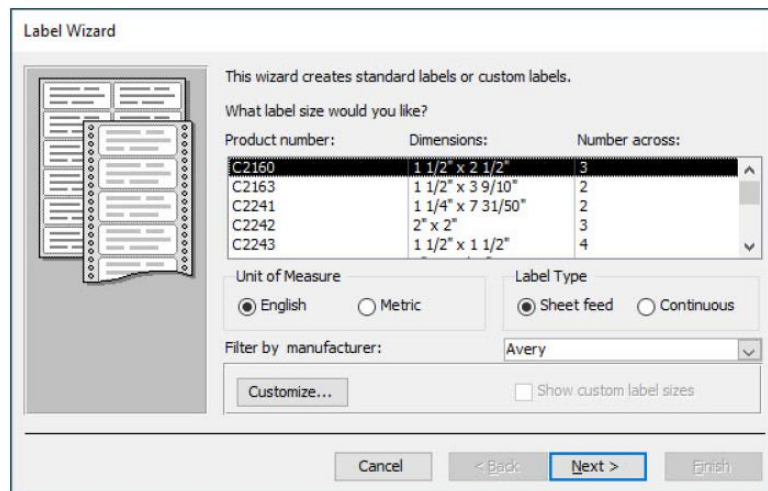 Label Wizard
This wizard creates standard labels or custom labels.
What label size would you like?
Product number: Dimensions: Number across:
C2160 1 1/2" x 2 1/2" 3
C2163 1 1/2" x 3 9/10" 2
C2241 1 1/4" x 7 31/50" 2
C2242 2" x 2" 3
C2243 1 1/2" x 1 1/2" 4
Unit of Measure Label Type
English Metric Sheet feed Continuous
Filter by manufacturer: Avery
Customize... Show custom label sizes
Cancel < Back Next > Finish